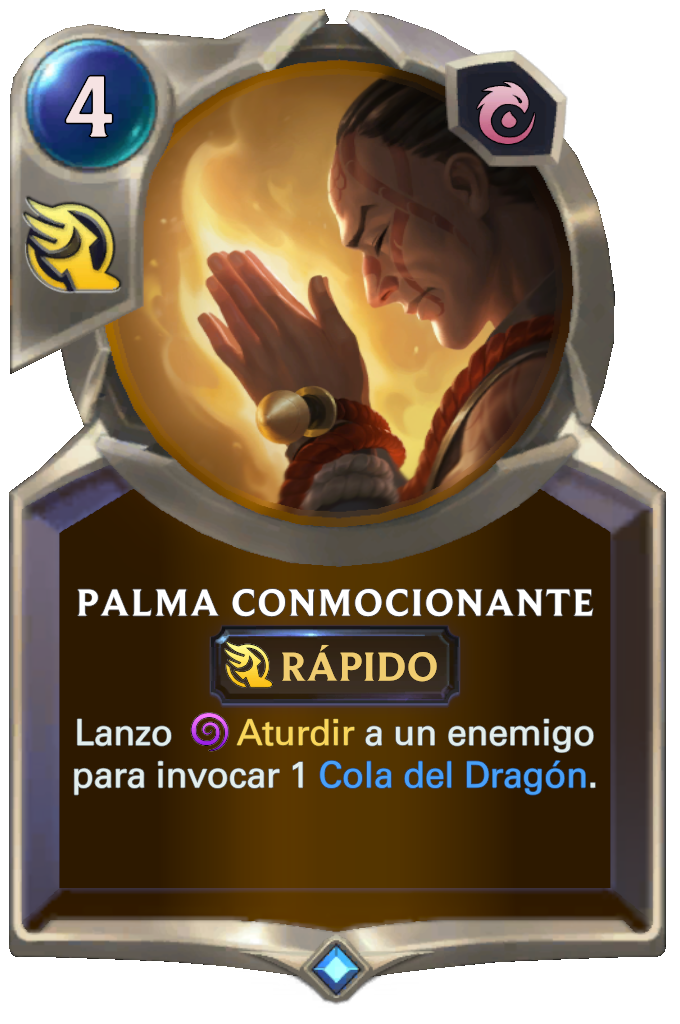 4
PALMA CONMOCIONANTE
RÁPIDO
Lanzo Aturdir a un enemigo
para invocar 1 Cola del Dragón.